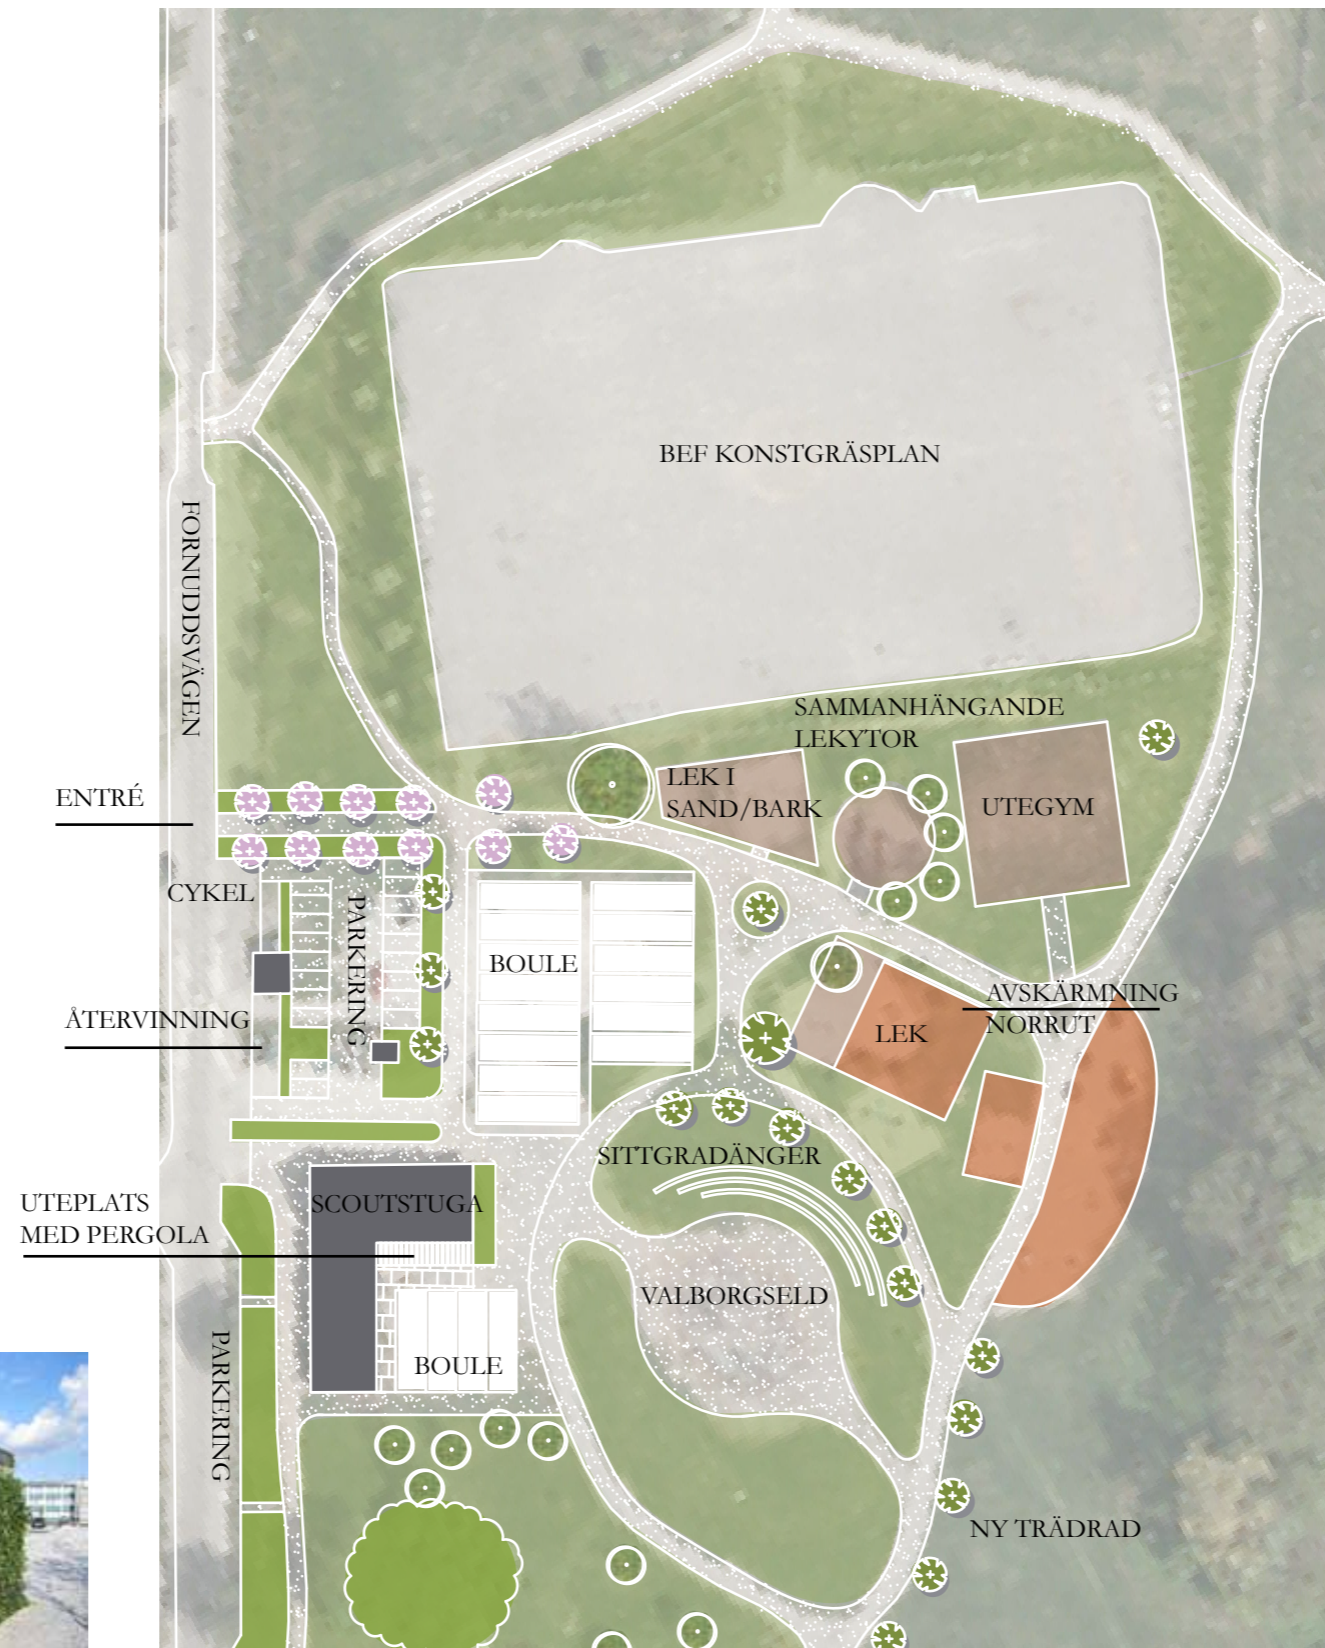 BEF KONSTGRÄSPLAN
FORNUDDSVÄGEN
SAMMANHÄNGANDE
LEKYTOR
LEK I
SAND/BARK
UTEGYM
ENTRÉ
CYKEL
PARKERING
BOULE
ÅTERVINNING
AVSKÄRMNING
NORRUT
LEK
SITTGRADÄNGER
UTEPLATS
MED PERGOLA
SCOUTSTUGA
VALBORGSELD
PARKERING
BOULE
NY TRÄDRAD